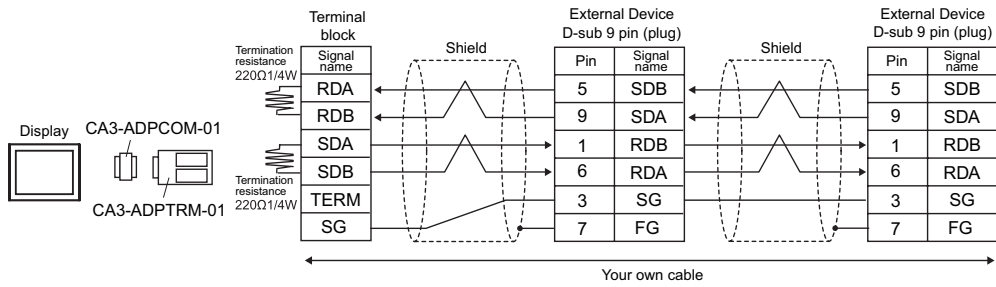 Terminal
block
External Device
D-sub 9 pin (plug)
External Device
D-sub 9 pin (plug)
Termination
resistance
220Ω1/4W
Shield
Shield
Signal
name
Pin
Signal
name
Pin
Signal
name
RDA
5
SDB
5
SDB
RDB
9
SDA
9
SDA
Display
CA3-ADPCOM-01
SDA
1
RDB
1
RDB
SDB
6
RDA
6
RDA
Termination
resistance
220Ω1/4W
CA3-ADPTRM-01
TERM
3
SG
3
SG
SG
7
FG
7
FG
Your own cable